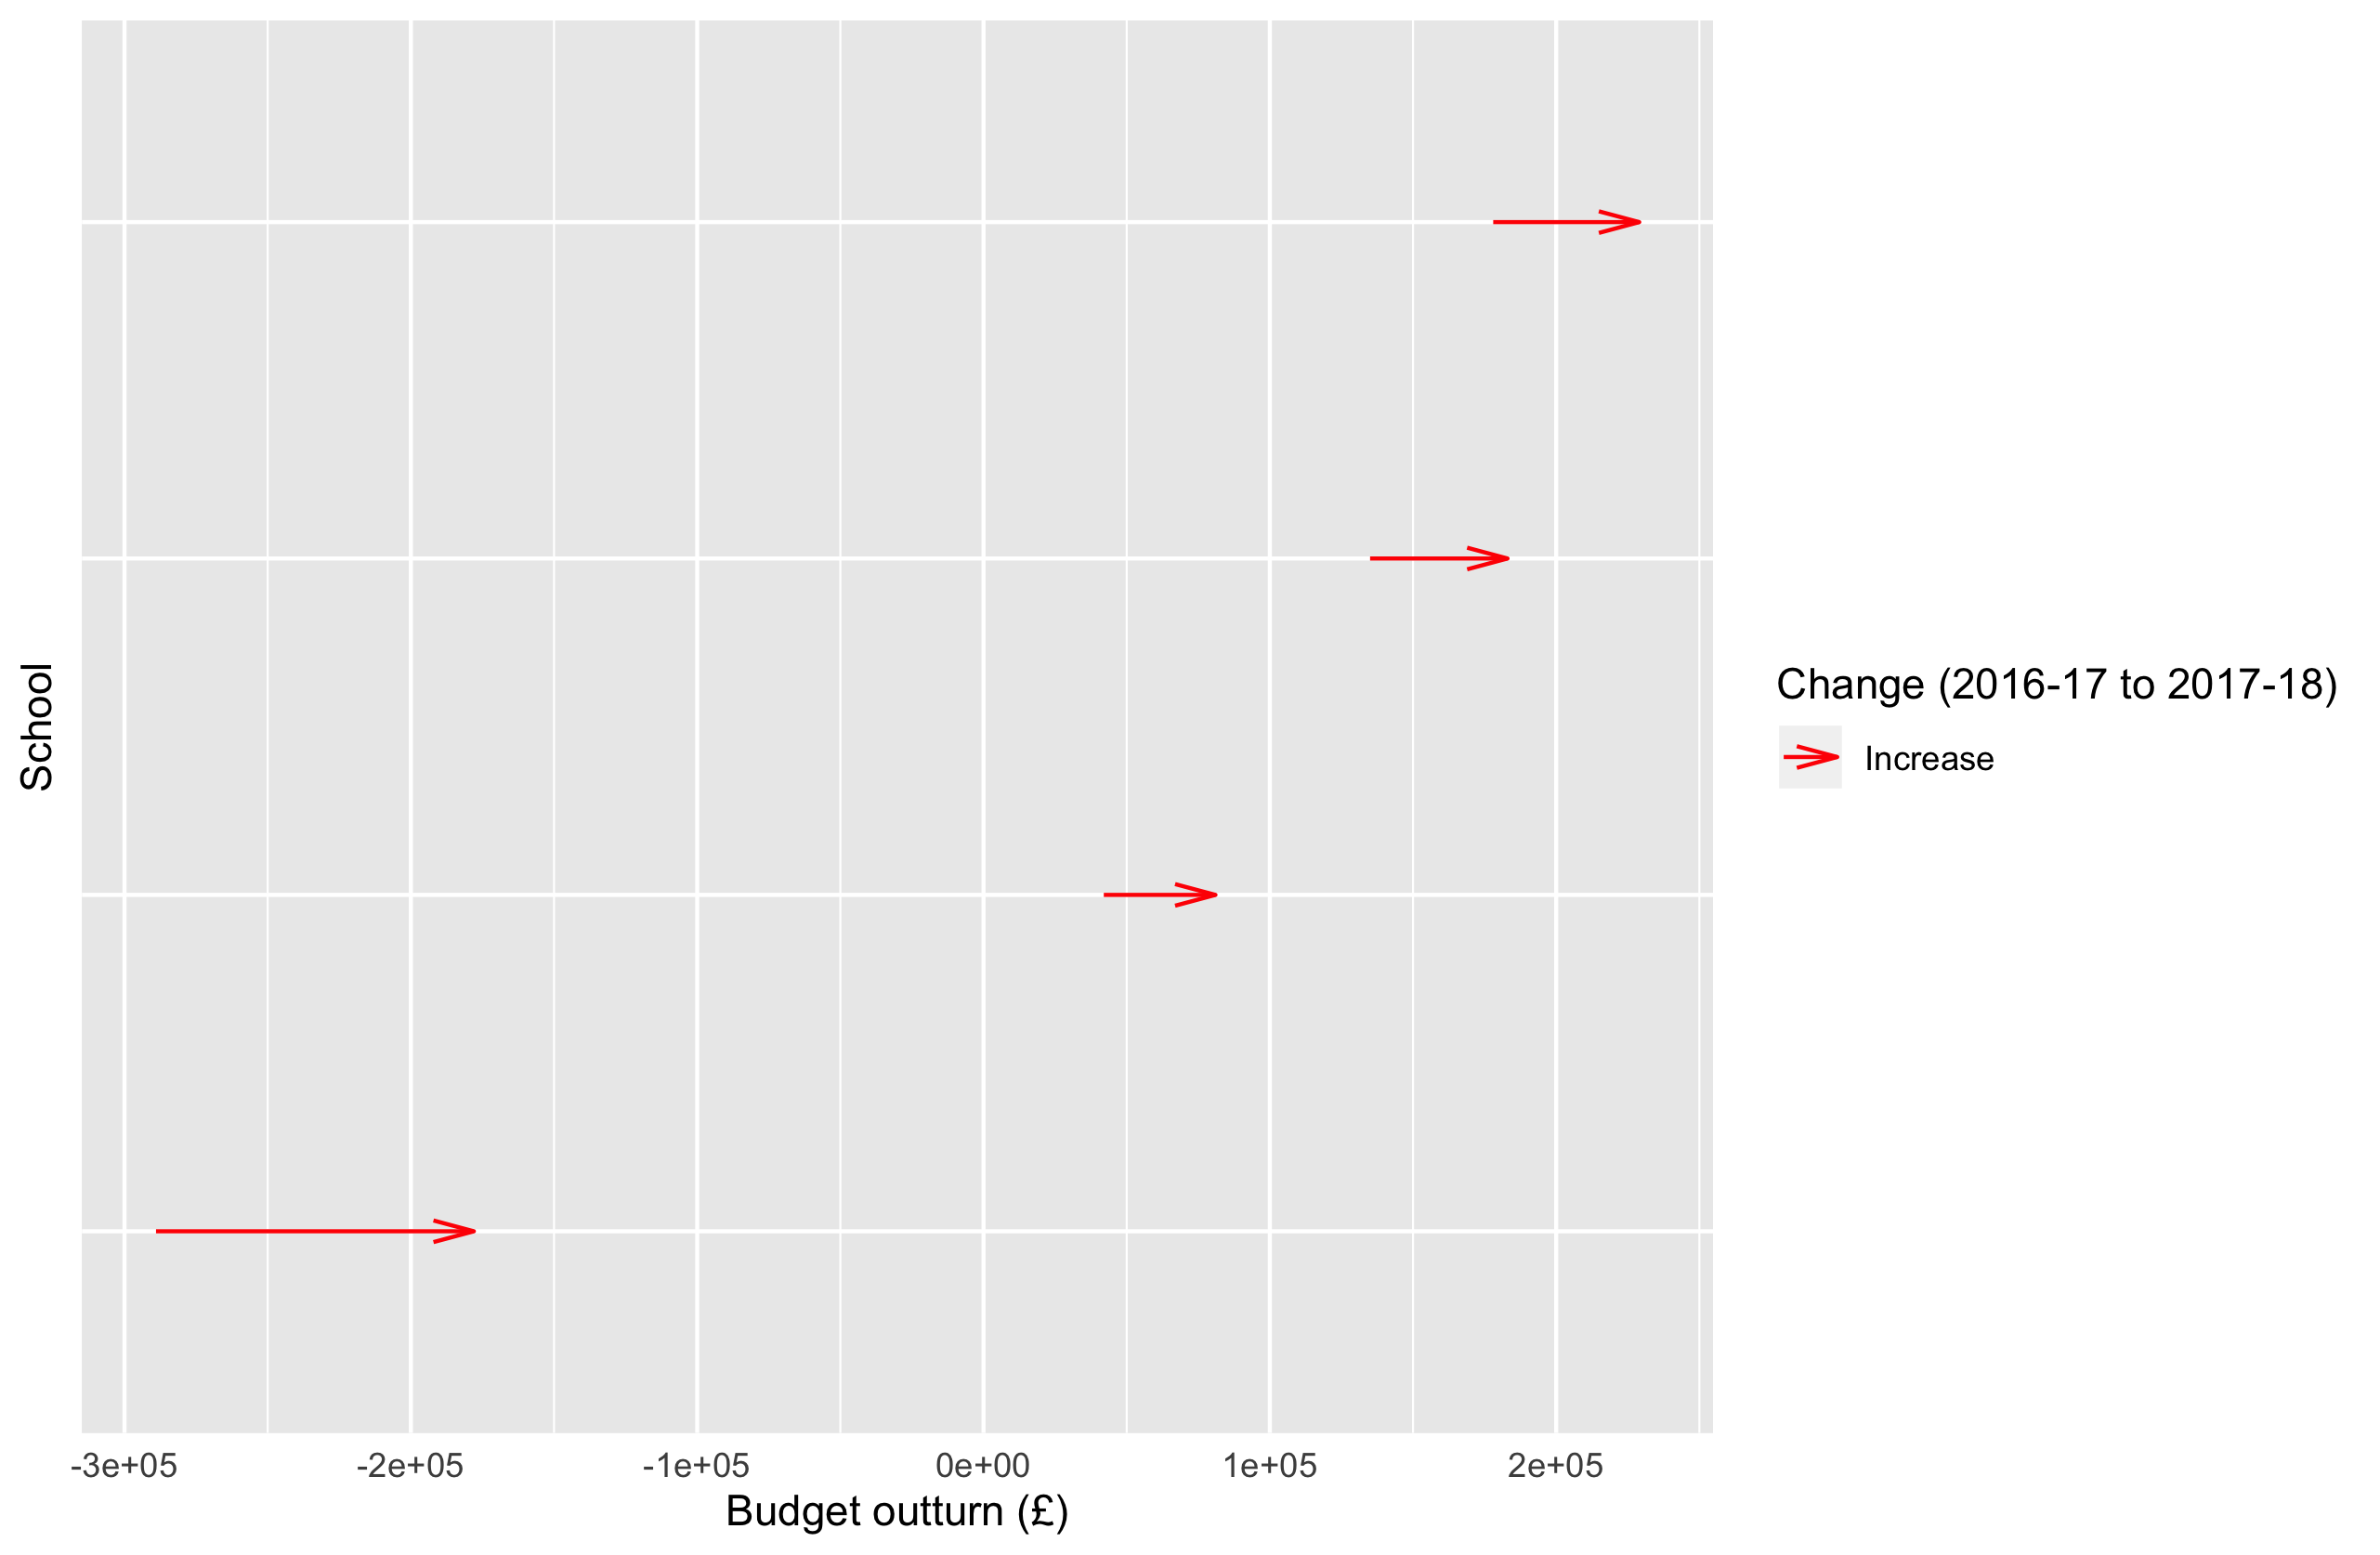 School
-3e+05 -2e+05 -1e+05 0e+00 1e+05 2e+05
Budget outturn (£)
Change (2016-17 to 2017-18)
Increase